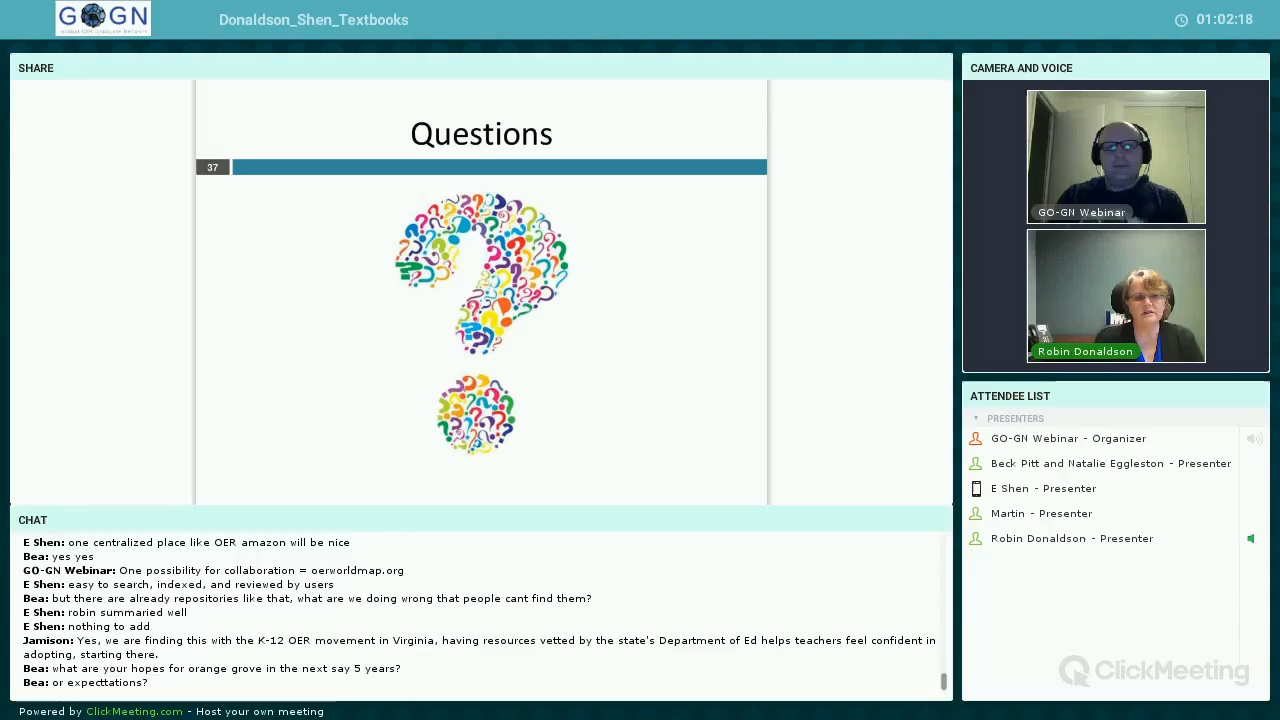 GO GN
Global OER Graduate Network
Donaldson_Shen_Textbooks
01:02:18
SHARE
Questions
37
CHAT
E Shen: one centralized place like OER amazon will be nice
Bea: yes yes
GO-GN Webinar: One possibility for collaboration = oerworldmap.org
E Shen: easy to search, indexed, and reviewed by users
Bea: but there are already repositories like that, what are we doing wrong that people cant find them?
E Shen: robin summaried well
E Shen: nothing to add
Jamison: Yes, we are finding this with the K-12 OER movement in Virginia, having resources vetted by the state's Department of Ed helps teachers feel confident in
adopting, starting there.
Bea: what are your hopes for orange grove in the next say 5 years?
Bea: or expecttations?
CAMERA AND VOICE
GO-GN Webinar
Robin Donaldson
ATTENDEE LIST
PRESENTERS
GO-GN Webinar - Organizer
Beck Pitt and Natalie Eggleston - Presenter
E Shen - Presenter
Martin - Presenter
Robin Donaldson - Presenter
ClickMeeting
Powered by ClickMeeting.com - Host your own meeting